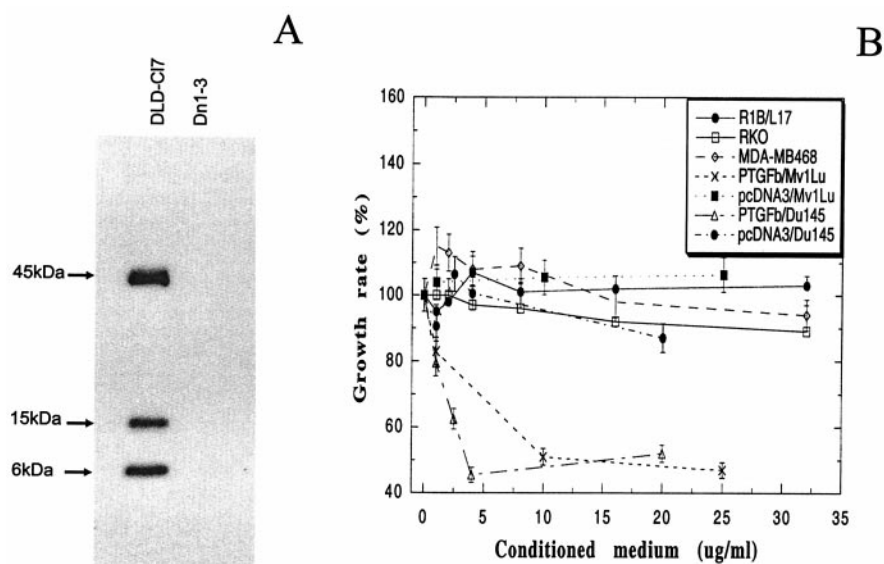 A
DLD-Cl7
Dn1-3
45kDa
15kDa
6kDa
B
160
140
120
100
80
60
40
Growth rate (%)
R1B/L17
RKO
MDA-MB468
PTGFb/Mv1Lu
pcDNA3/Mv1Lu
PTGFb/Du145
pcDNA3/Du145
0 5 10 15 20 25 30 35
Conditioned medium (ug/ml)